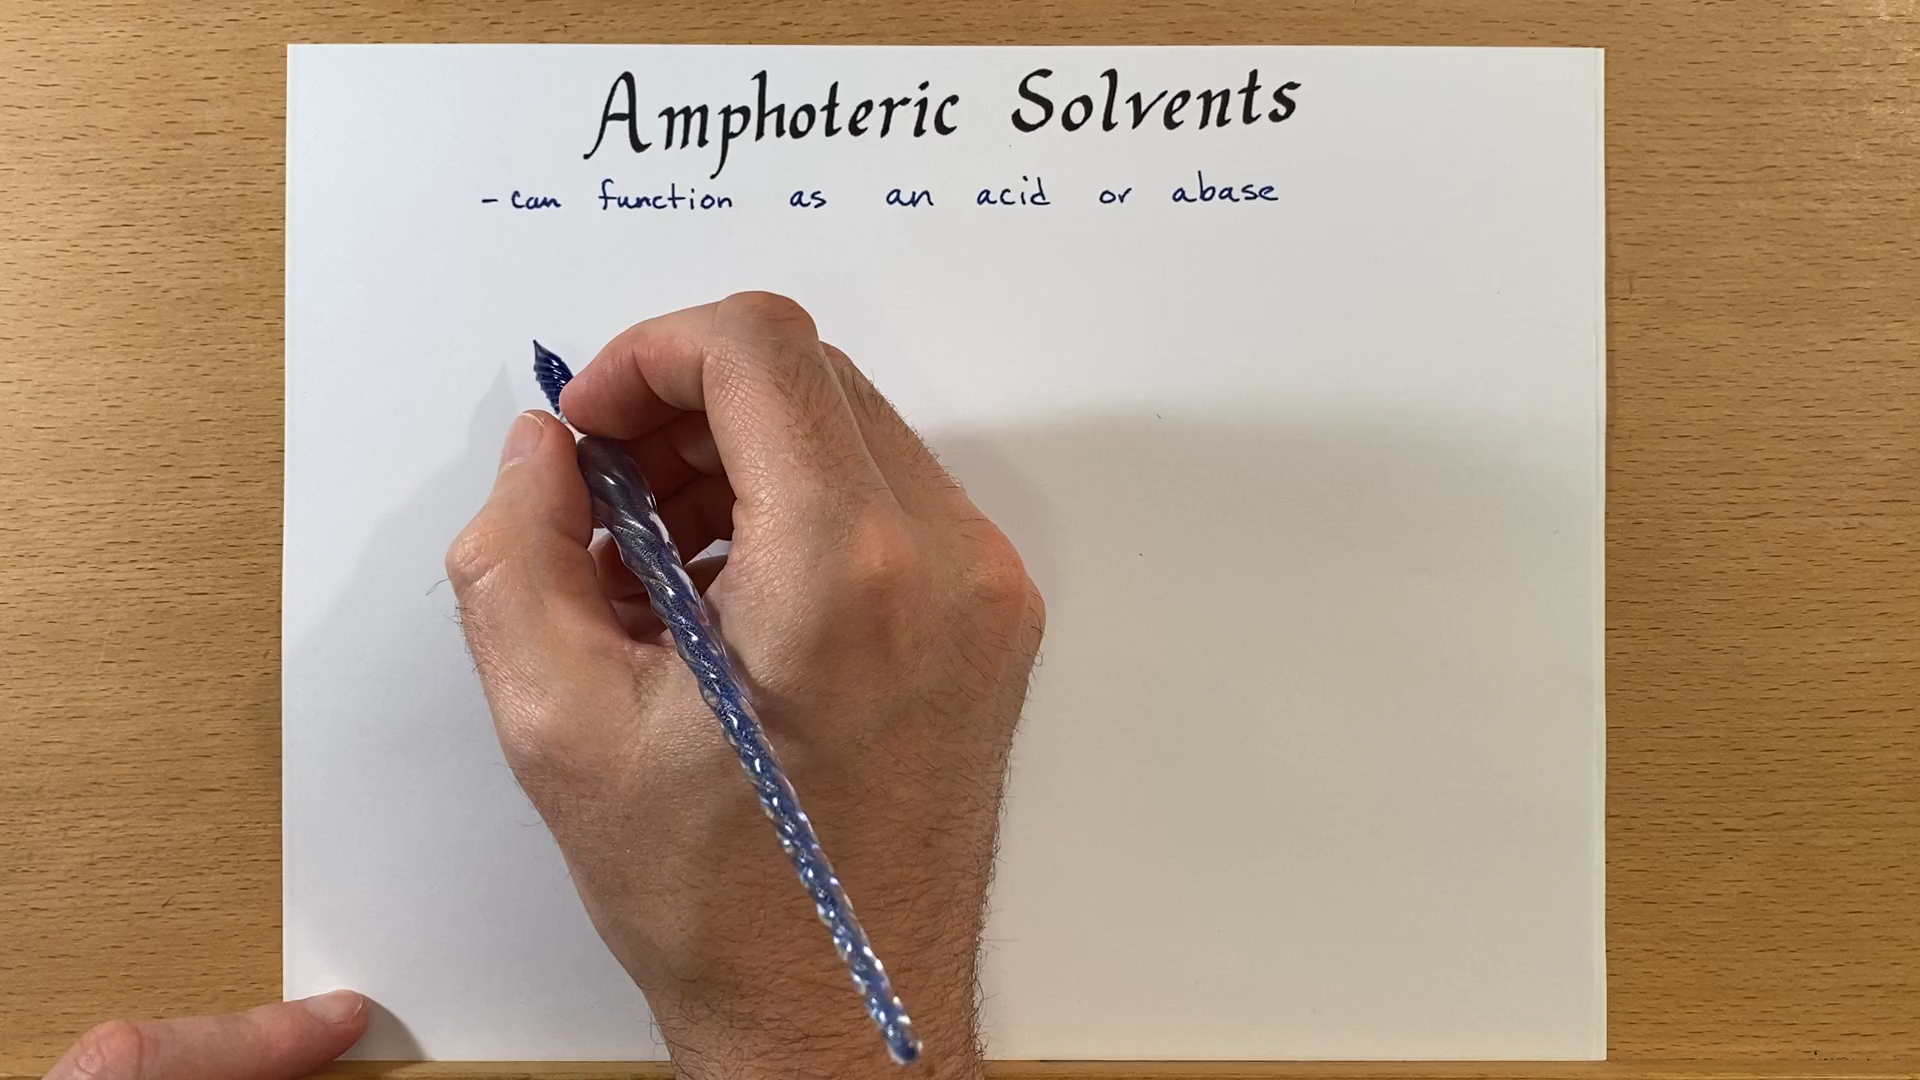 Amphoteric Solvents
- can function as an acid or abase